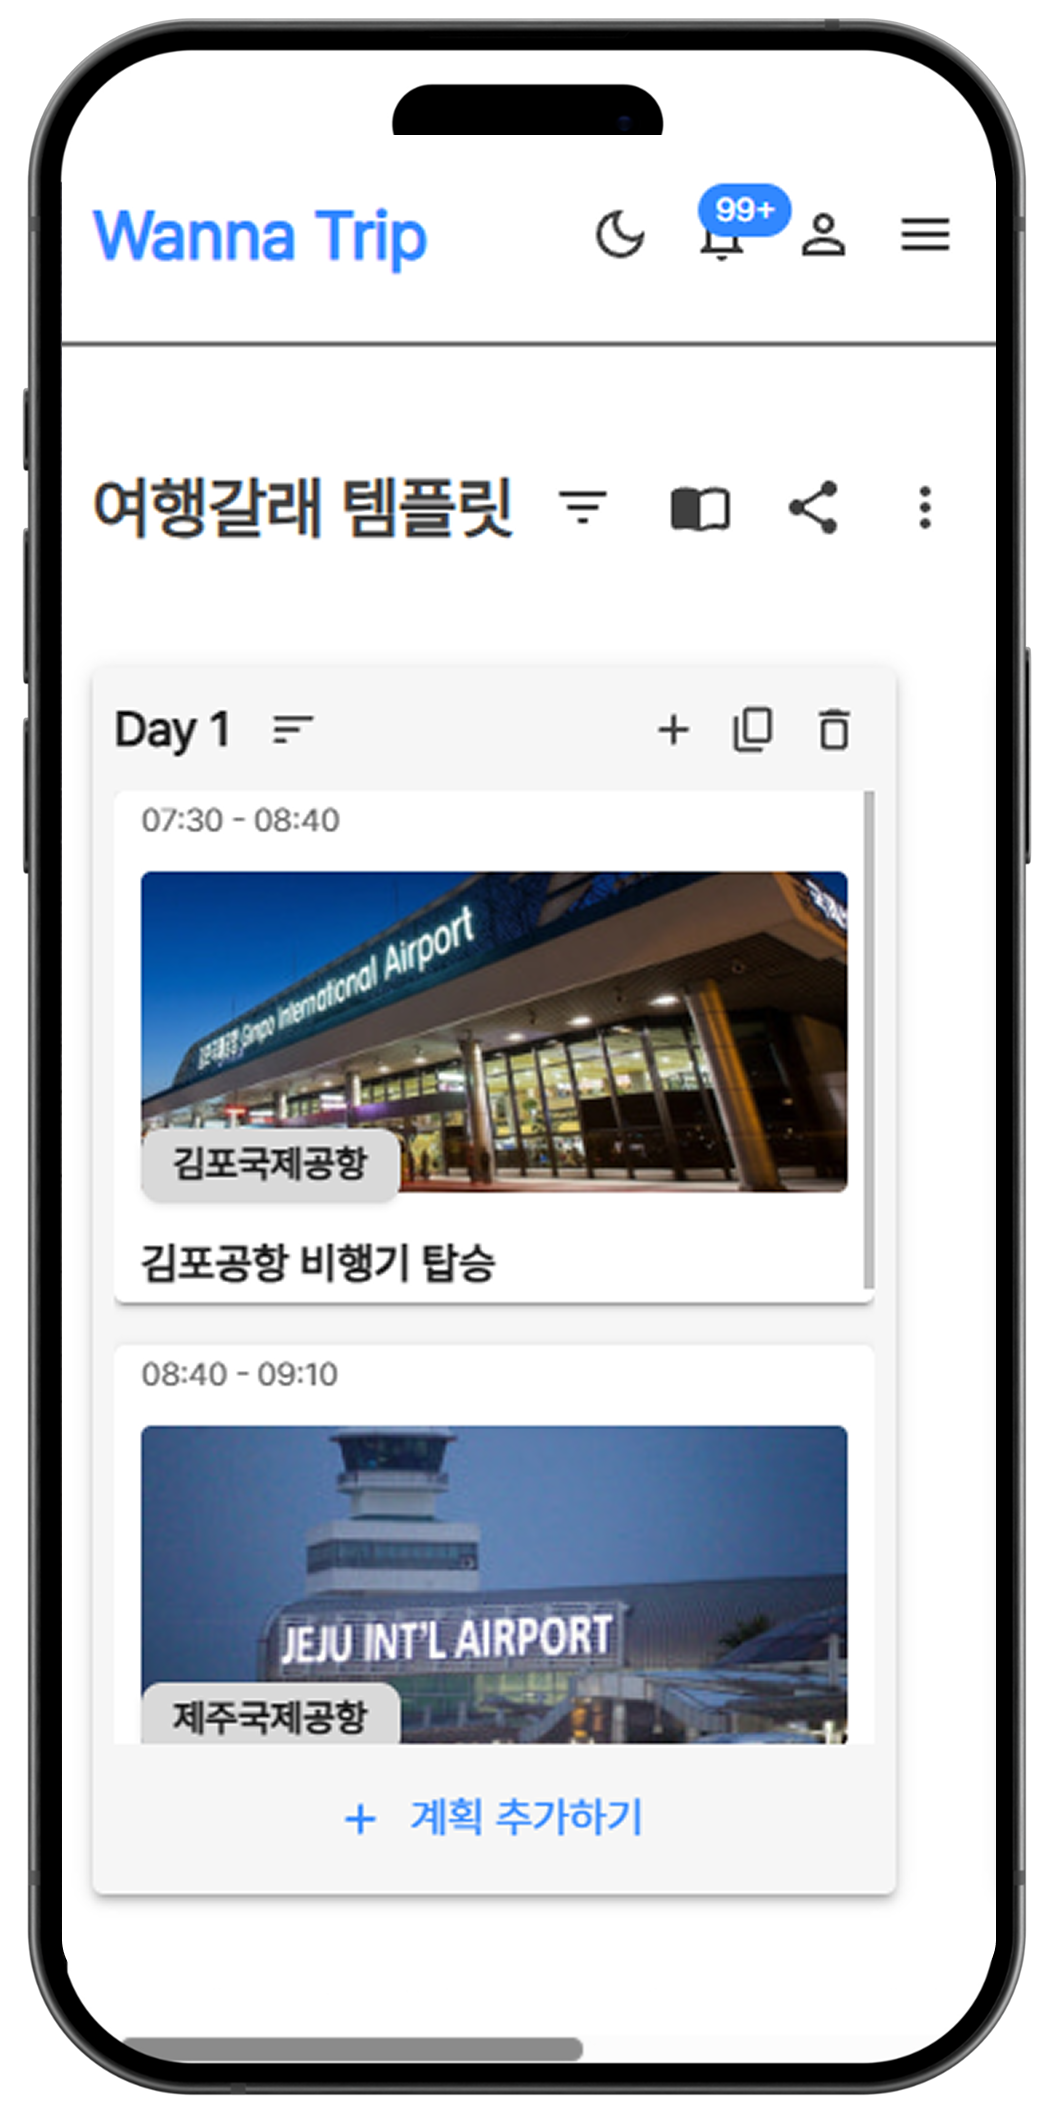 Wanna Trip
99+
여행갈래 템플릿
Day 1
07:30 - 08:40
김포국제공항 Gimpo International Airport
김포국제공항
김포공항 비행기 탑승
08:40 - 09:10
JEJU INT'L AIRPORT
제주국제공항
+ 계획 추가하기